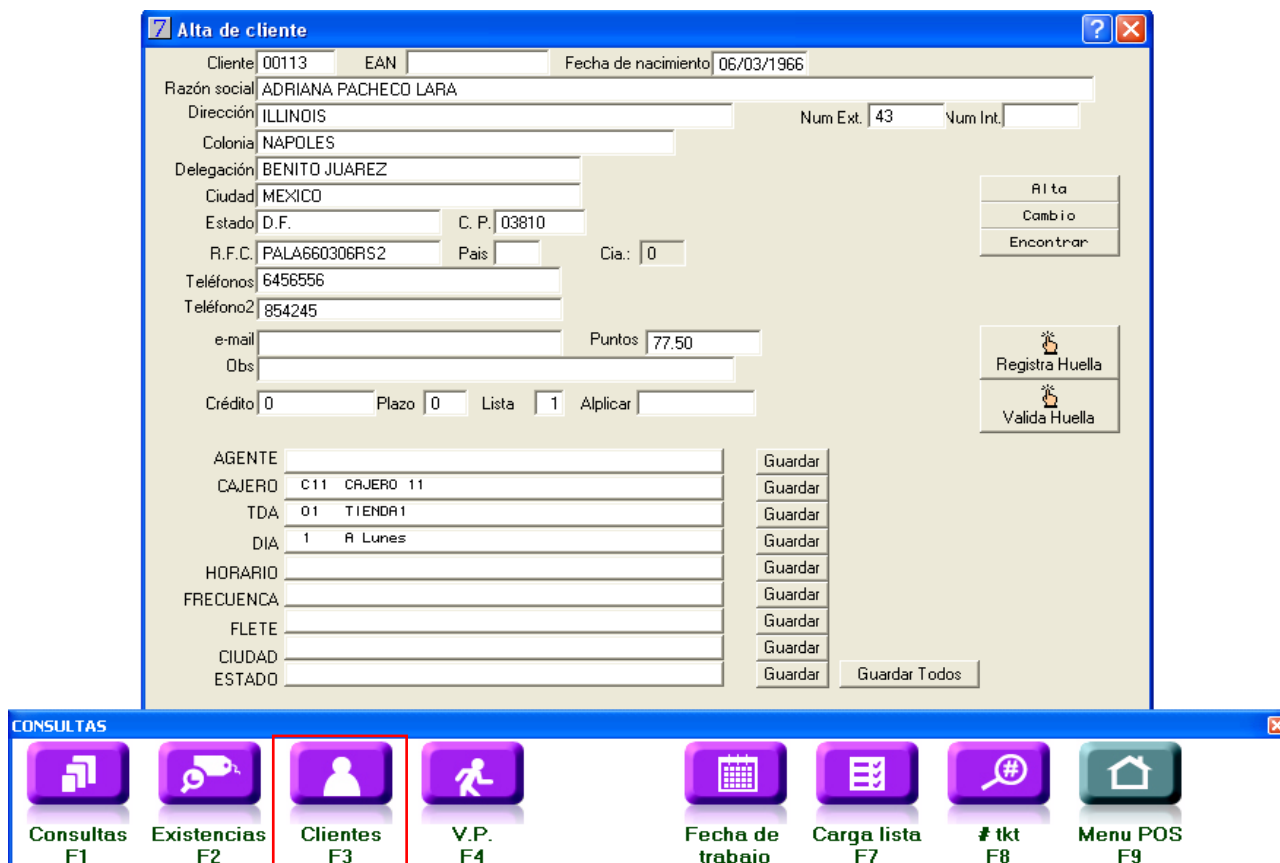 7 Alta de cliente ?
Cliente 00113 EAN Fecha de nacimiento 06/03/1966
Razón social ADRIANA PACHECO LARA
Dirección ILLINOIS Num Ext. 43 Num Int.
Colonia NAPOLES
Delegación BENITO JUAREZ
Ciudad MEXICO
Alta
Estado D.F. C. P. 03810
Cambio
R.F.C. PALA660306RS2 Pais Cia.: 0
Encontrar
Teléfonos 6456556
Teléfono2 854245
e-mail Puntos 77.50
Registra Huella
Obs
Crédito 0 Plazo 0 Lista 1 Alplicar
Valida Huella
AGENTE Guardar
CAJERO C11 CAJERO 11 Guardar
TDA 01 TIENDA1 Guardar
DIA 1 A Lunes Guardar
HORARIO Guardar
FRECUENCA Guardar
FLETE Guardar
CIUDAD Guardar
ESTADO Guardar Guardar Todos
CONSULTAS
#
Consultas Existencias Clientes V.P. Fecha de Carga lista # tkt Menu POS
F1 F2 F3 F4 trabajo F7 F8 F9